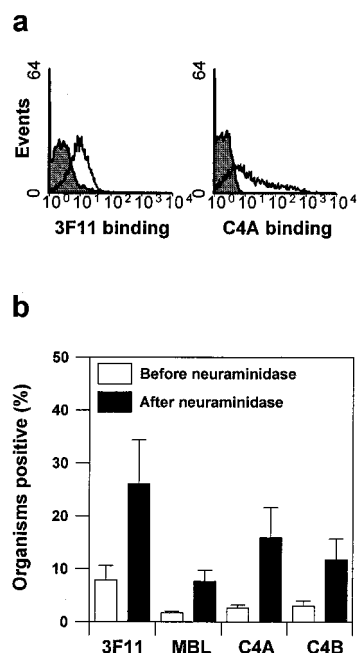 a
64
64
Events
0
0
10⁰ 10¹ 10² 10³ 10⁴
10⁰ 10¹ 10² 10³ 10⁴
3F11 binding
C4A binding
b
50
40
30
20
10
0
Organisms positive (%)
Before neuraminidase
After neuraminidase
3F11 MBL C4A C4B